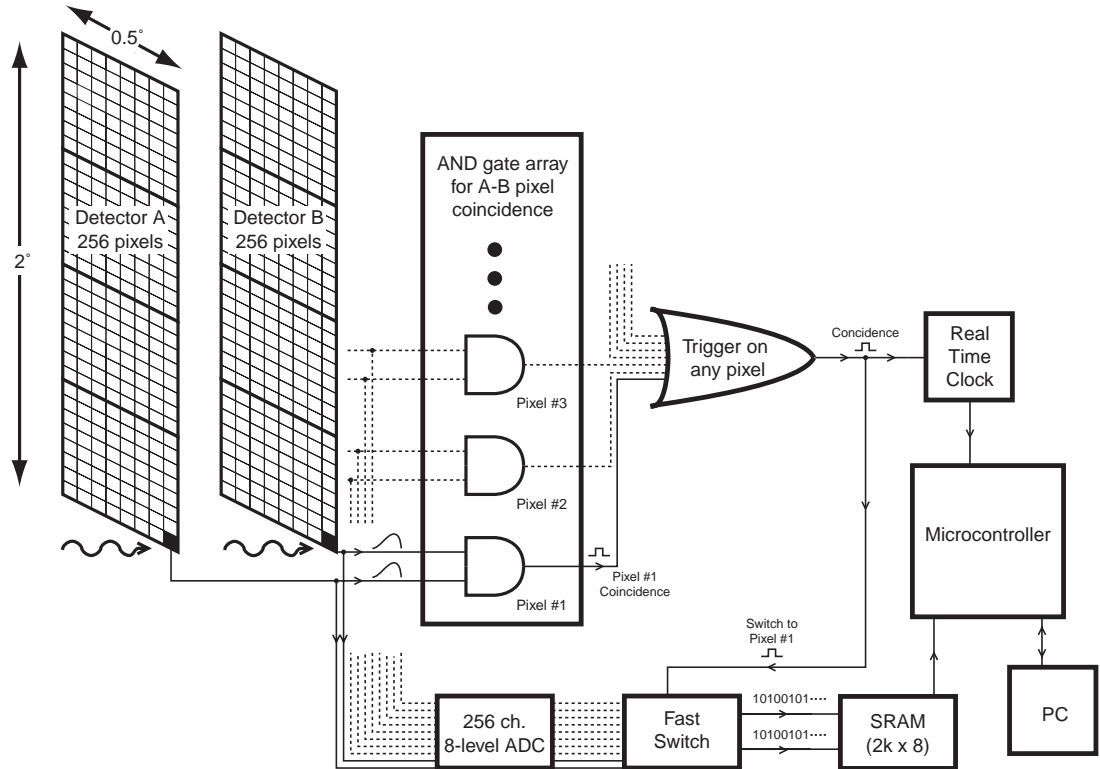 0.5°
2°
Detector A
256 pixels
Detector B
256 pixels
AND gate array
for A-B pixel
coincidence
Pixel #3
Pixel #2
Pixel #1
Pixel #1
Coincidence
Trigger on
any pixel
Concidence
Real
Time
Clock
Microcontroller
Switch to
Pixel #1
256 ch.
8-level ADC
Fast
Switch
10100101....
10100101....
SRAM
(2k x 8)
PC